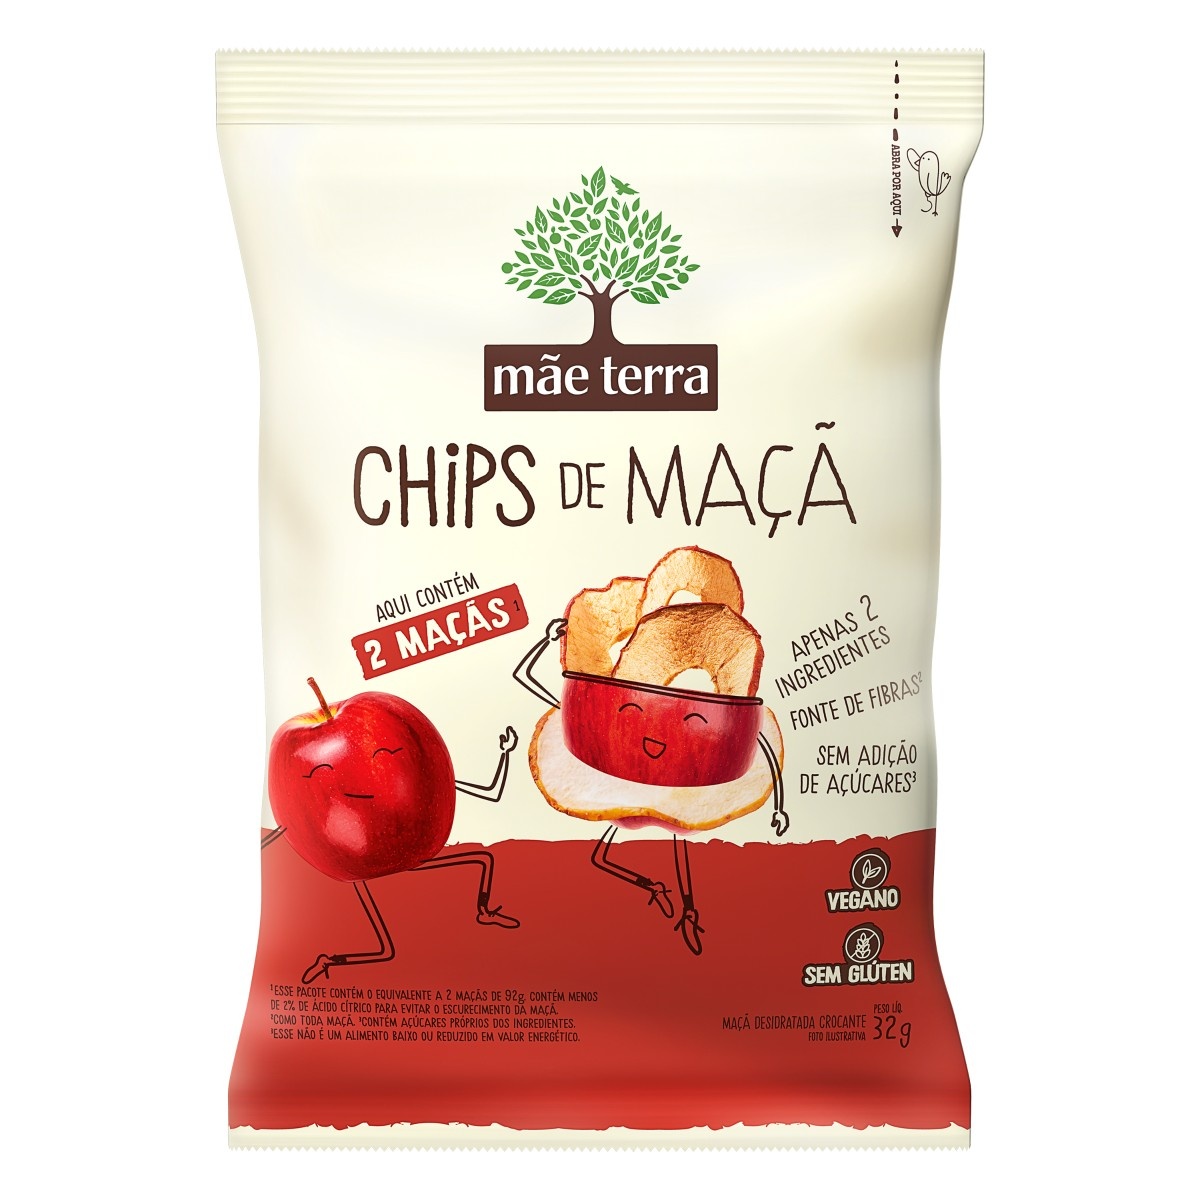 ABRA POR AQUI
mãe terra
CHiPS DE MAÇÃ
AQUI CONTÉM
2 MAÇÃS¹
APENAS 2
INGREDIENTES
FONTE DE FIBRAS²
SEM ADIÇÃO
DE AÇÚCARES³
VEGANO
SEM GLÚTEN
¹ESSE PACOTE CONTÉM O EQUIVALENTE A 2 MAÇÃS DE 92g. CONTÉM MENOS
DE 2% DE ÁCIDO CÍTRICO PARA EVITAR O ESCURECIMENTO DA MAÇÃ.
²COMO TODA MAÇÃ. ³CONTÉM AÇÚCARES PRÓPRIOS DOS INGREDIENTES.
³ESSE NÃO É UM ALIMENTO BAIXO OU REDUZIDO EM VALOR ENERGÉTICO.
MAÇÃ DESIDRATADA CROCANTE
FOTO ILUSTRATIVA
PESO LÍQ.
32g